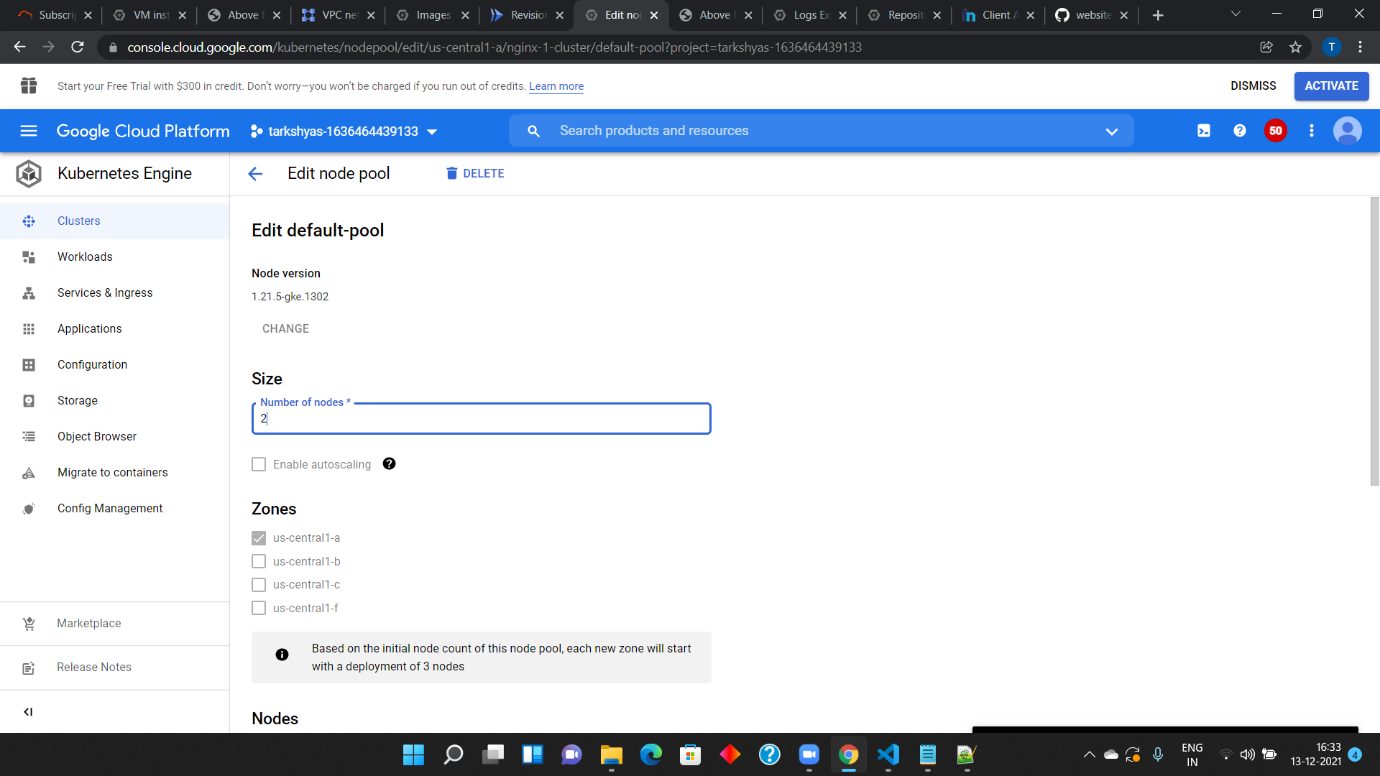 Subscri
VM inst
Above
VPC net
Images
Revision
Edit noo
Above
Logs Ex
Reposit
Client A
website
console.cloud.google.com/kubernetes/nodepool/edit/us-central1-a/nginx-1-cluster/default-pool?project=tarkshyas-1636464439133
T
Start your Free Trial with $300 in credit. Don't worry—you won't be charged if you run out of credits. Learn more
DISMISS
ACTIVATE
Google Cloud Platform
tarkshyas-1636464439133
Search products and resources
50
Kubernetes Engine
Edit node pool
DELETE
Clusters
Workloads
Services & Ingress
Applications
Configuration
Storage
Object Browser
Migrate to containers
Config Management
Marketplace
Release Notes
Edit default-pool
Node version
1.21.5-gke.1302
CHANGE
Size
Number of nodes *
2
Enable autoscaling
Zones
us-central1-a
us-central1-b
us-central1-c
us-central1-f
Based on the initial node count of this node pool, each new zone will start
with a deployment of 3 nodes
Nodes
ENG
IN
16:33
13-12-2021
4